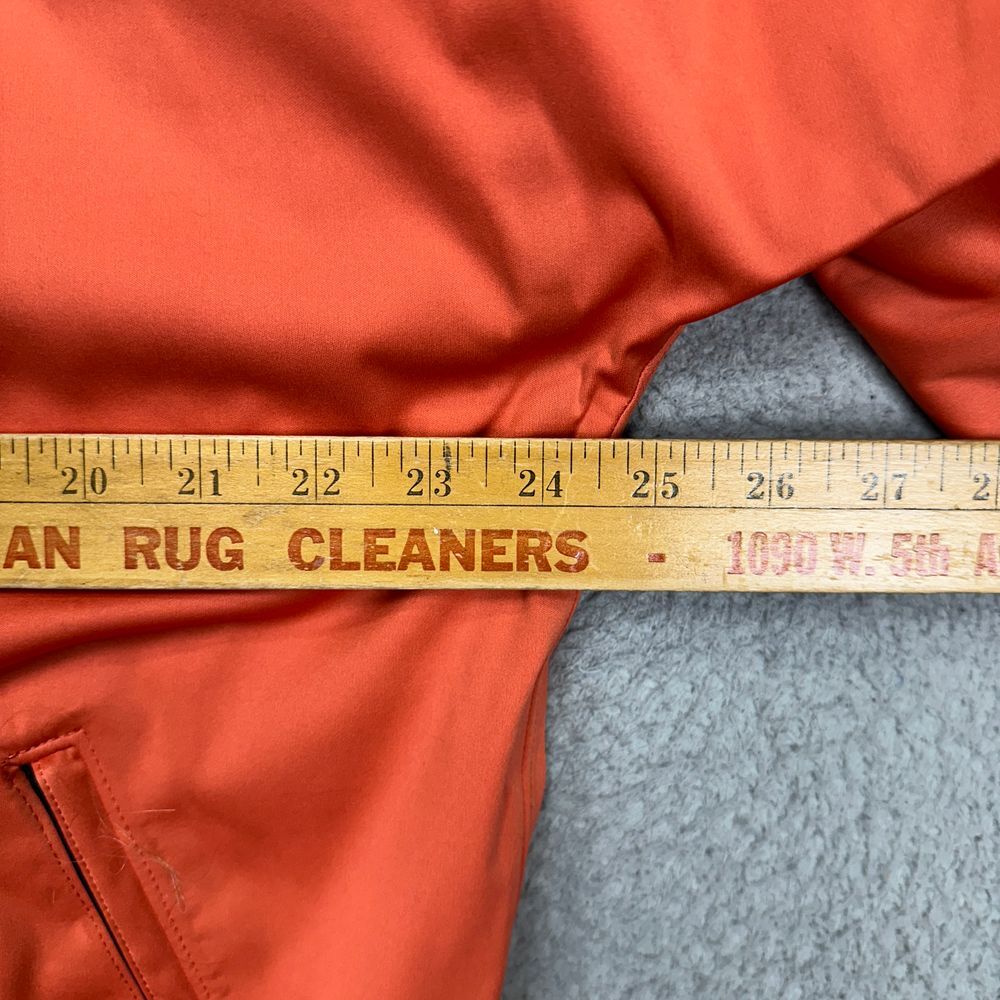 20 21 22 23 24 25 26 27 2
AN RUG CLEANERS - 1090 W. 5th A